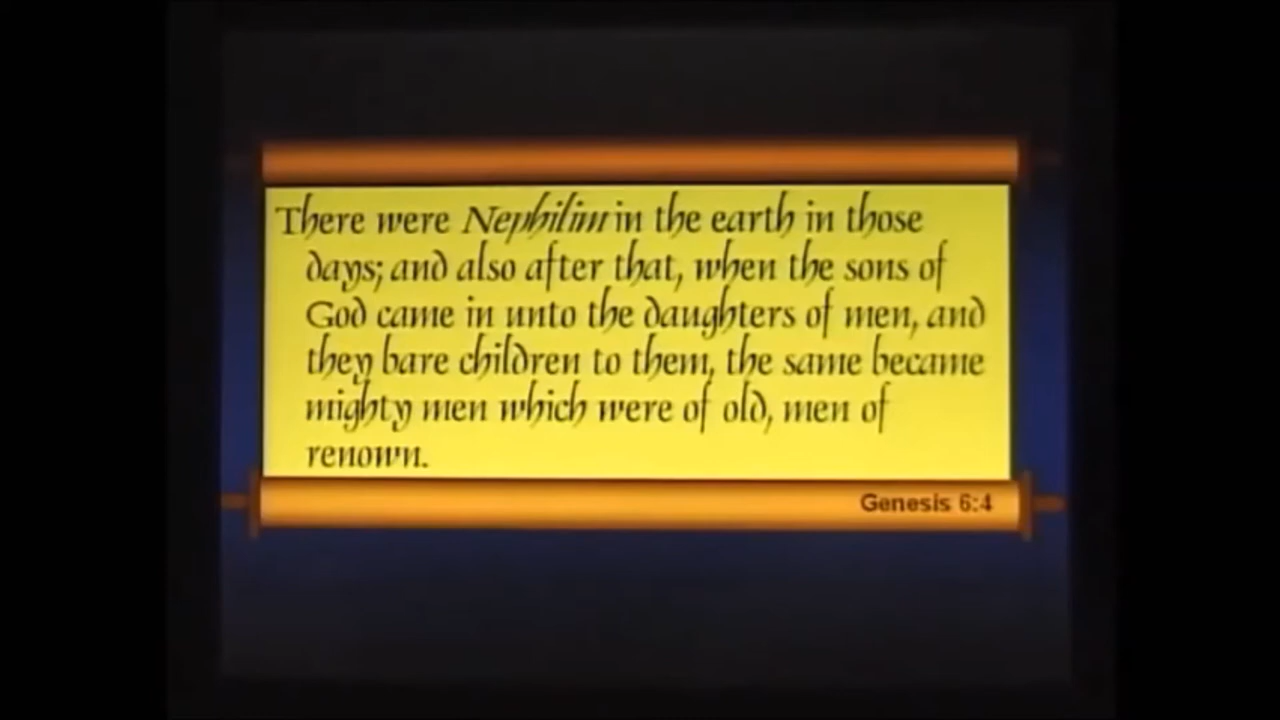 There were Nephilim in the earth in those
days; and also after that, when the sons of
God came in unto the daughters of men, and
they bare children to them, the same became
mighty men which were of old, men of
renown.
Genesis 6:4